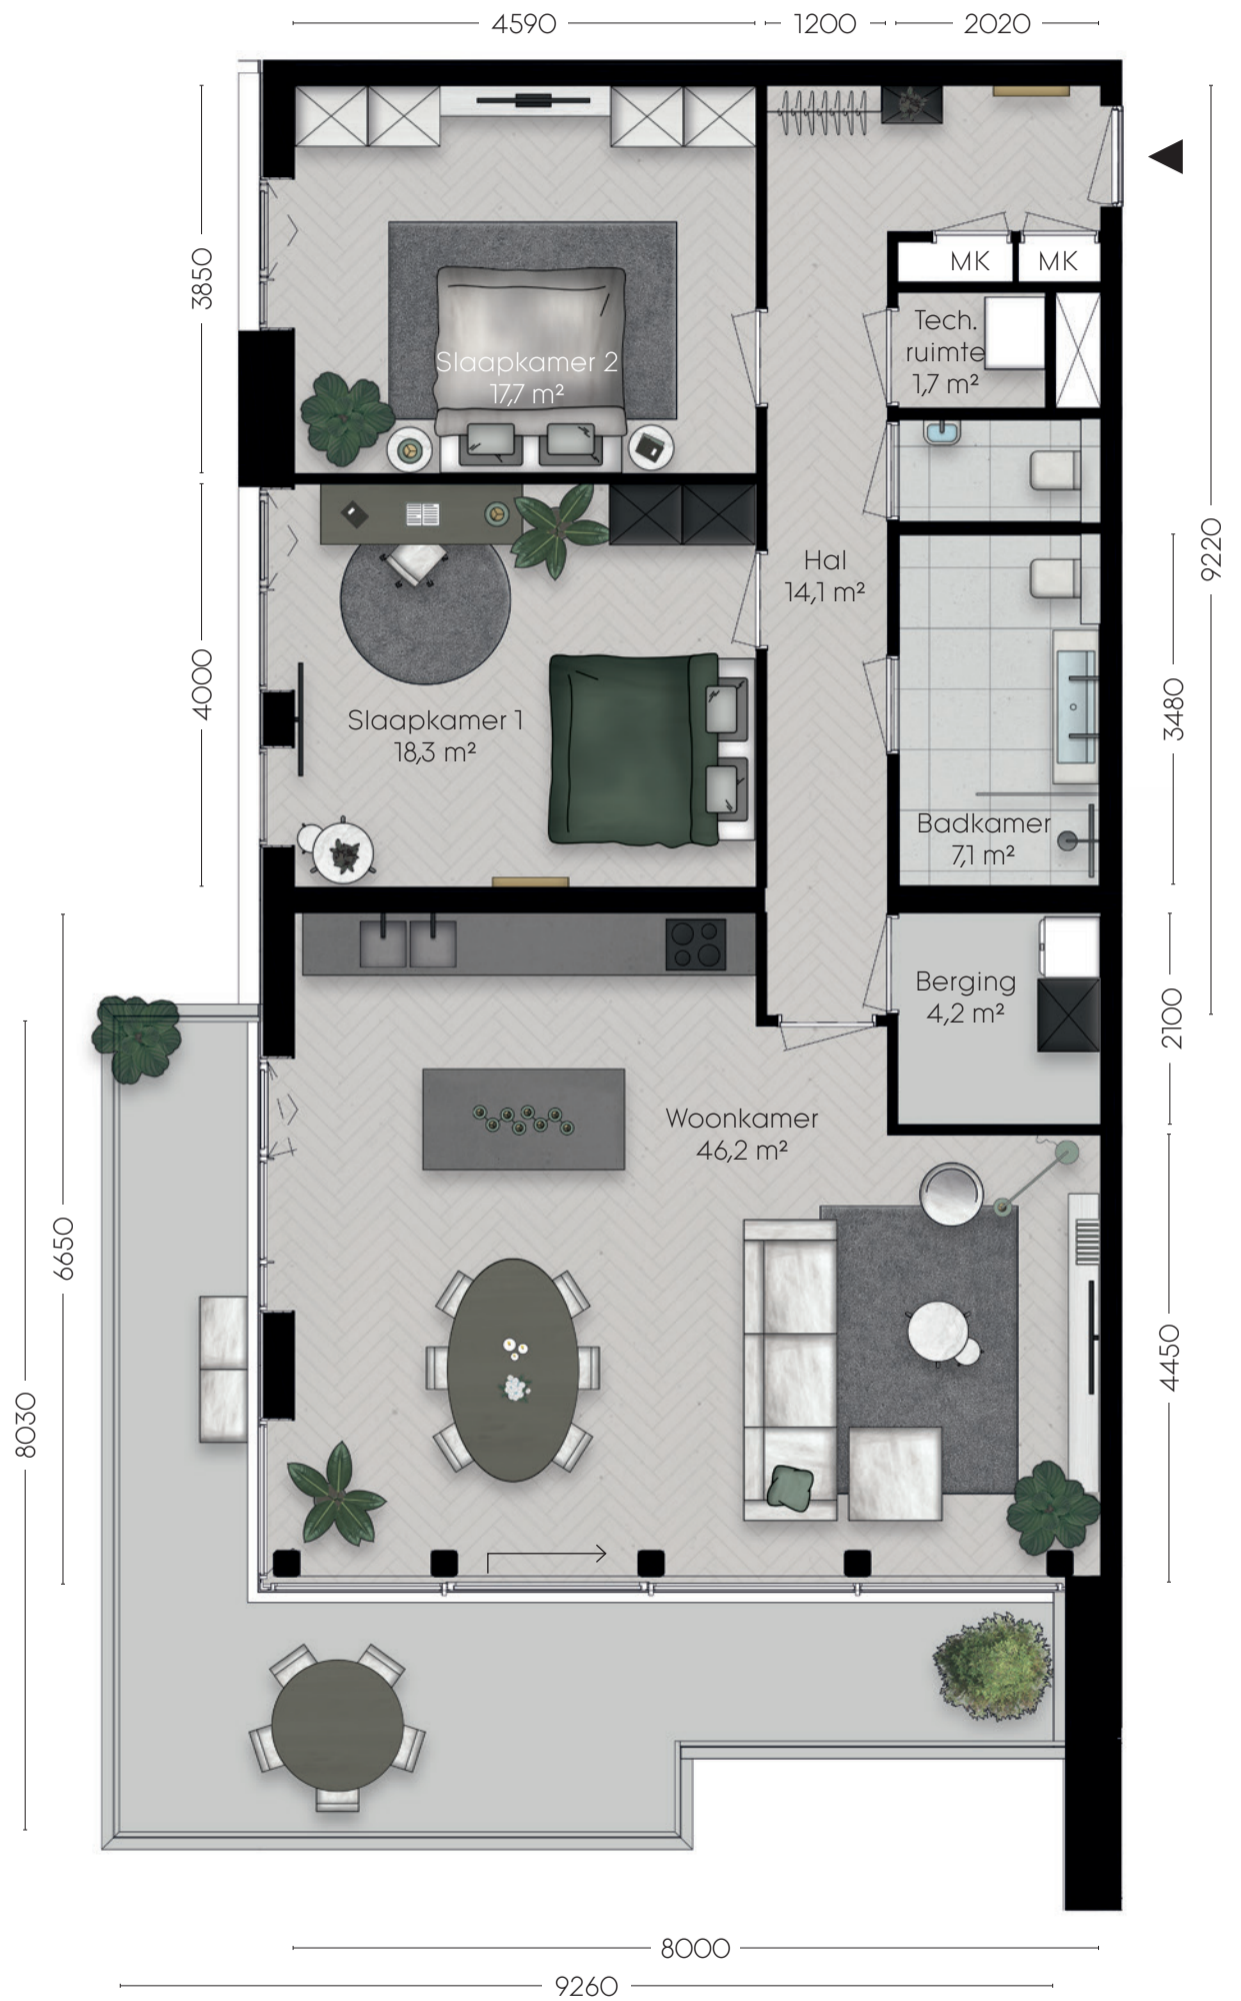 4590
1200
2020
MK
MK
3850
Tech.
ruimte
1,7 m²
Slaapkamer 2
17,7 m²
Hal
14,1 m²
9220
4000
3480
Slaapkamer 1
18,3 m²
Badkamer
7,1 m²
Berging
4,2 m²
2100
Woonkamer
46,2 m²
6650
4450
8030
8000
9260